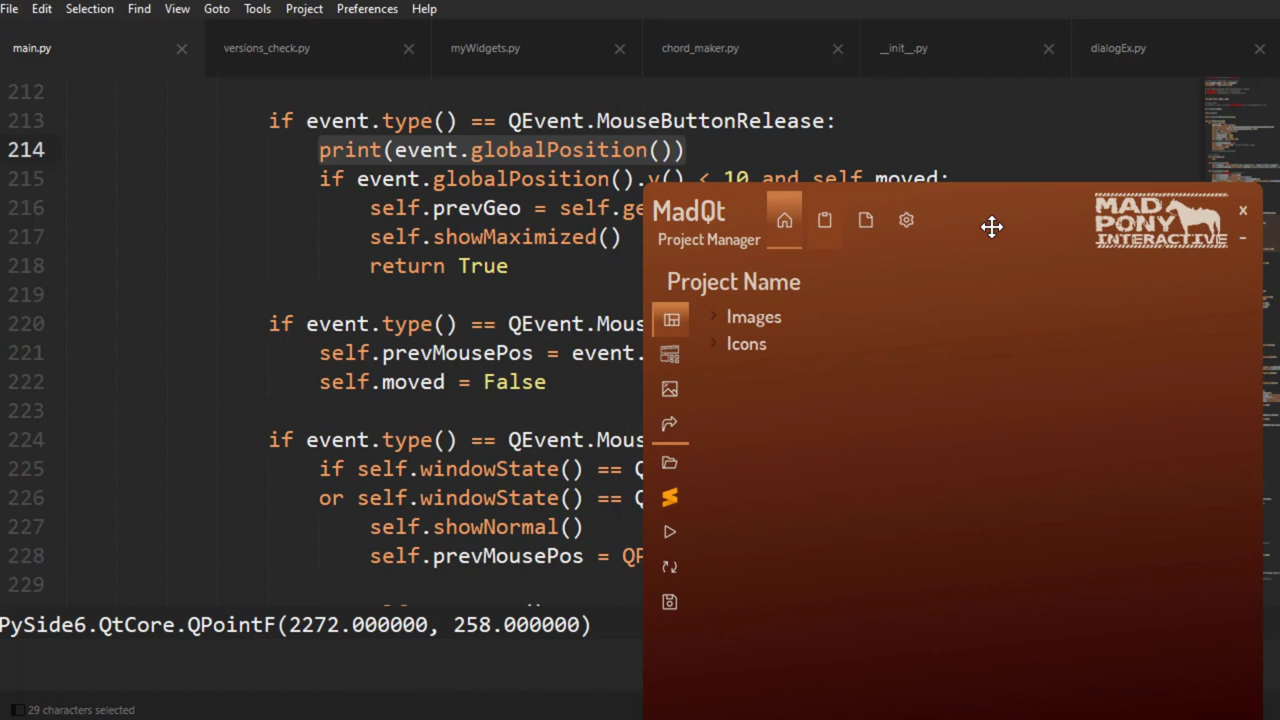 File Edit Selection Find View Goto Tools Project Preferences Help
main.py versions_check.py myWidgets.py chord_maker.py __init__.py dialogEx.py
212
213 if event.type() == QEvent.MouseButtonRelease:
214 print(event.globalPosition())
215 if event.globalPosition().y() < 10 and self.moved:
216 self.prevGeo = self.ge
217 self.showMaximized()
218 return True
219
220 if event.type() == QEvent.Mous
221 self.prevMousePos = event.
222 self.moved = False
223
224 if event.type() == QEvent.Mous
225 if self.windowState() == Q
226 or self.windowState() == Q
227 self.showNormal()
228 self.prevMousePos = QP
229
PySide6.QtCore.QPointF(2272.000000, 258.000000)
29 characters selected
MadQt
Project Manager
MAD
PONY
INTERACTIVE
X
-
Project Name
Images
Icons